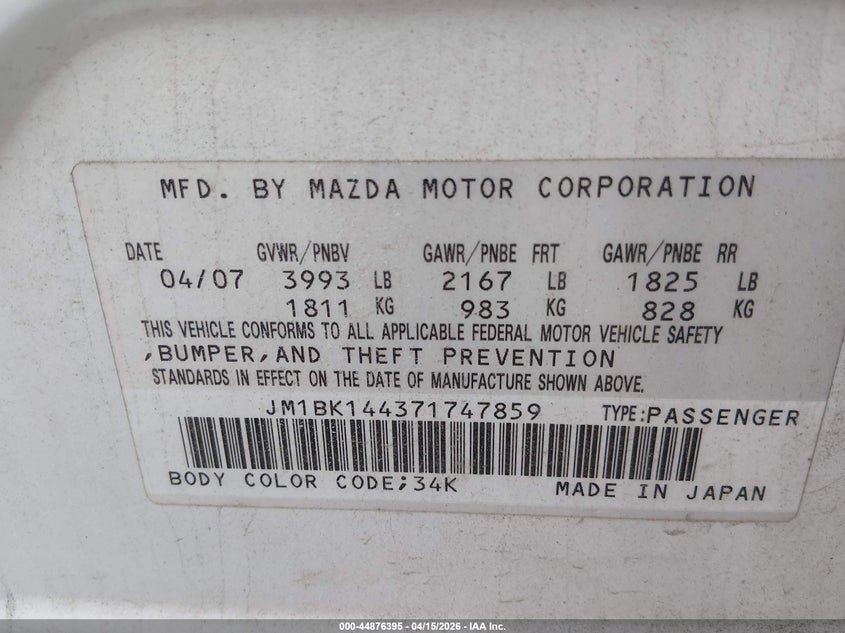 MFD. BY MAZDA MOTOR CORPORATION
DATE GVWR/PNBV GAWR/PNBE FRT GAWR/PNBE RR
04/07 3993 LB 2167 LB 1825 LB
1811 KG 983 KG 828 KG
THIS VEHICLE CONFORMS TO ALL APPLICABLE FEDERAL MOTOR VEHICLE SAFETY
,BUMPER,AND THEFT PREVENTION
STANDARDS IN EFFECT ON THE DATE OF MANUFACTURE SHOWN ABOVE.
JM1BK144371747859 TYPE:PASSENGER
BODY COLOR CODE;34K MADE IN JAPAN
000-44876395 - 04/15/2026 - IAA Inc.